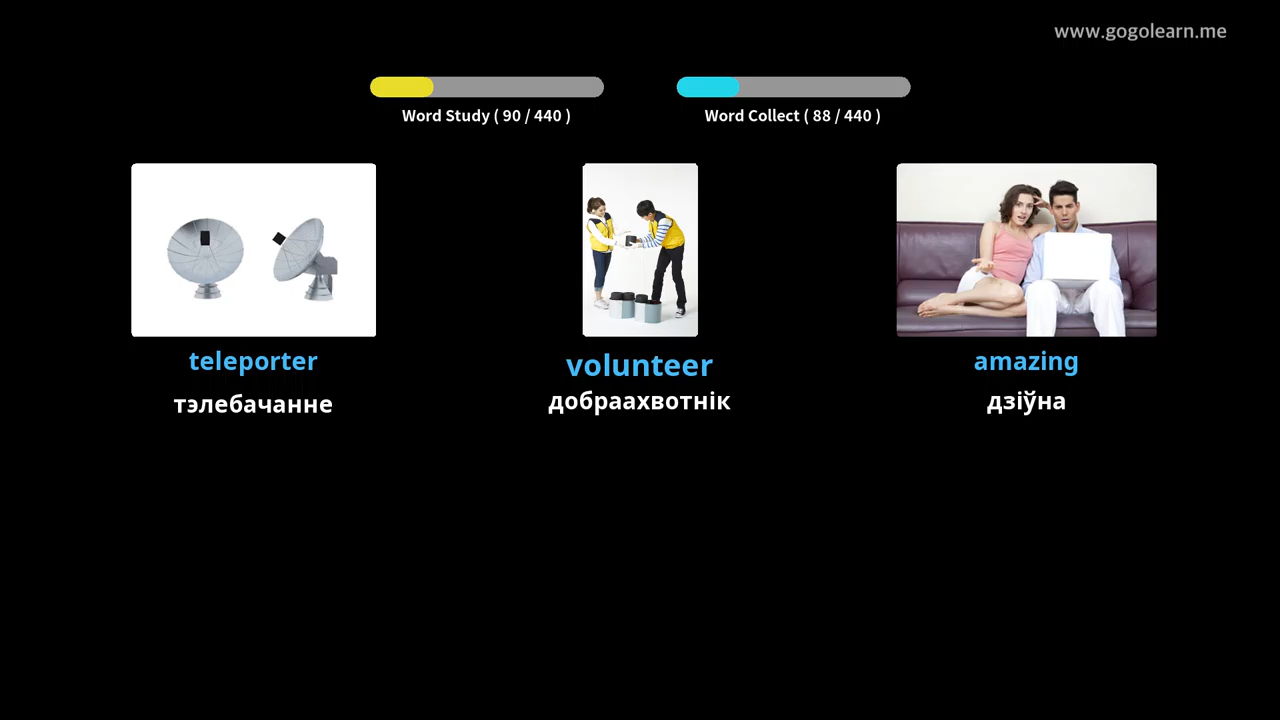 www.gogolearn.me
Word Study ( 90 / 440 )
Word Collect ( 88 / 440 )
teleporter
volunteer
amazing
тэлебачанне
добраахвотнік
дзіўна